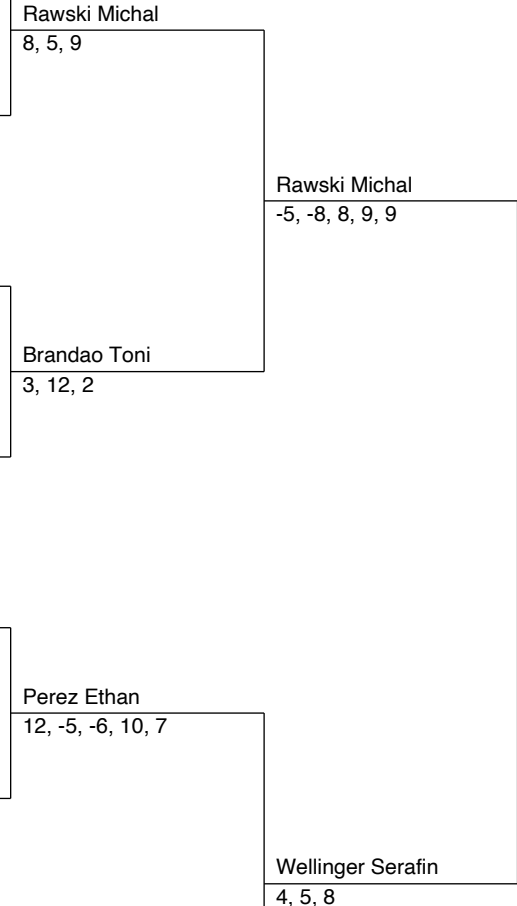 Rawski Michal
8, 5, 9
Rawski Michal
-5, -8, 8, 9, 9
Brandao Toni
3, 12, 2
Perez Ethan
12, -5, -6, 10, 7
Wellinger Serafin
4, 5, 8